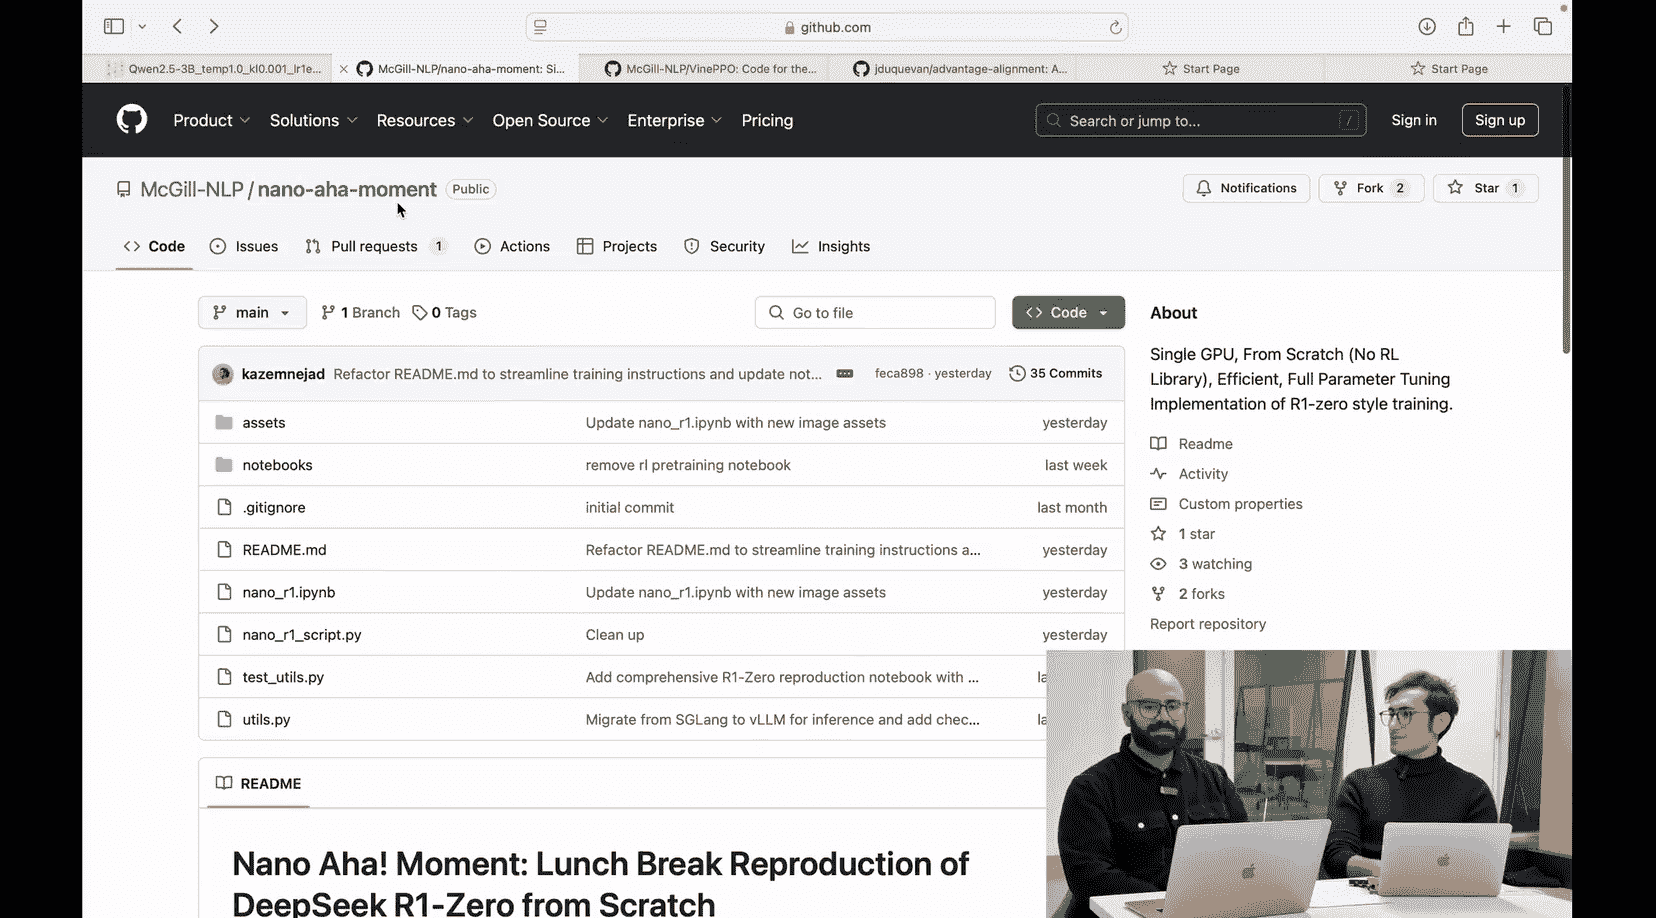 github.com
Qwen2.5-3B_temp1.0_kl0.001_lr1e...
McGill-NLP/nano-aha-moment: Si...
McGill-NLP/VinePPO: Code for the...
jduquevan/advantage-alignment: A...
Start Page
Start Page
Product
Solutions
Resources
Open Source
Enterprise
Pricing
Search or jump to...
/
Sign in
Sign up
McGill-NLP / nano-aha-moment Public
Notifications
Fork 2
Star 1
Code
Issues
Pull requests 1
Actions
Projects
Security
Insights
main
1 Branch
0 Tags
Go to file
Code
kazemnejad Refactor README.md to streamline training instructions and update not... feca898 · yesterday 35 Commits
assets Update nano_r1.ipynb with new image assets yesterday
notebooks remove rl pretraining notebook last week
.gitignore initial commit last month
README.md Refactor README.md to streamline training instructions a... yesterday
nano_r1.ipynb Update nano_r1.ipynb with new image assets yesterday
nano_r1_script.py Clean up yesterday
test_utils.py Add comprehensive R1-Zero reproduction notebook with ...
utils.py Migrate from SGLang to vLLM for inference and add chec...
README
Nano Aha! Moment: Lunch Break Reproduction of
DeepSeek R1-Zero from Scratch
About
Single GPU, From Scratch (No RL
Library), Efficient, Full Parameter Tuning
Implementation of R1-zero style training.
Readme
Activity
Custom properties
1 star
3 watching
2 forks
Report repository